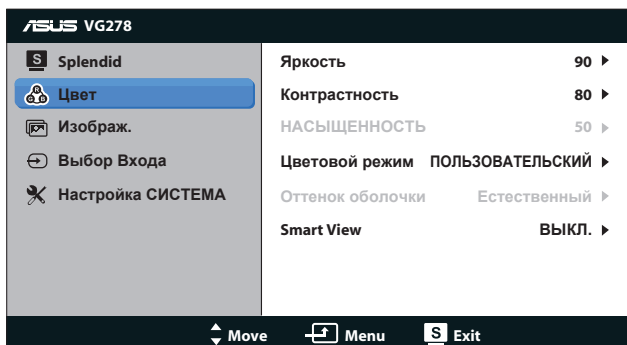 ASUS VG278
S Splendid
Цвет
Изображ.
Выбор Входа
Настройка СИСТЕМА
Яркость 90
Контрастность 80
НАСЫЩЕННОСТЬ 50
Цветовой режим ПОЛЬЗОВАТЕЛЬСКИЙ
Оттенок оболочки Естественный
Smart View ВЫКЛ.
Move Menu S Exit